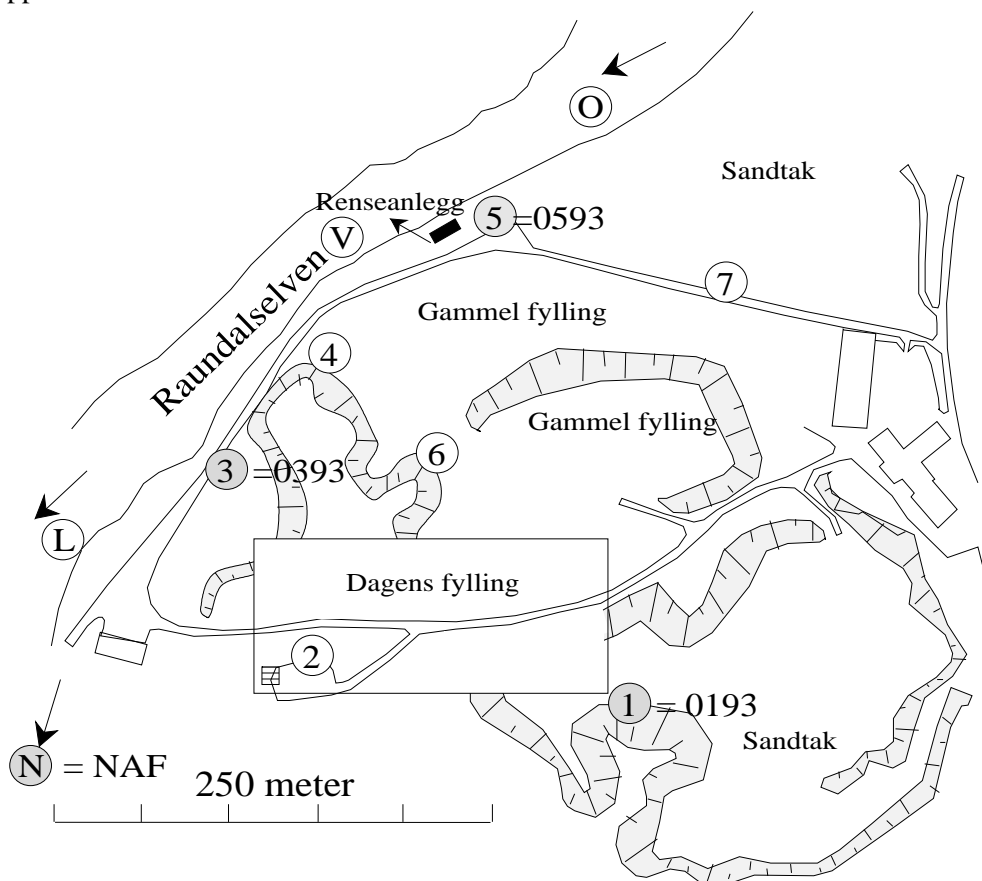 O
Sandtak
Renseanlegg
5 =0593
V
7
Raundalselven
Gammel fylling
4
Gammel fylling
6
3 =0393
L
Dagens fylling
2
1 = 0193
Sandtak
N = NAF
250 meter